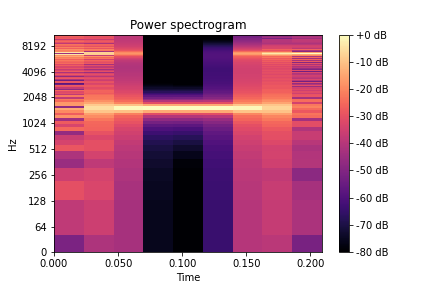 Power spectrogram
Hz
8192
4096
2048
1024
512
256
128
64
0
0.000 0.050 0.100 0.150 0.200
Time
+0 dB
-10 dB
-20 dB
-30 dB
-40 dB
-50 dB
-60 dB
-70 dB
-80 dB